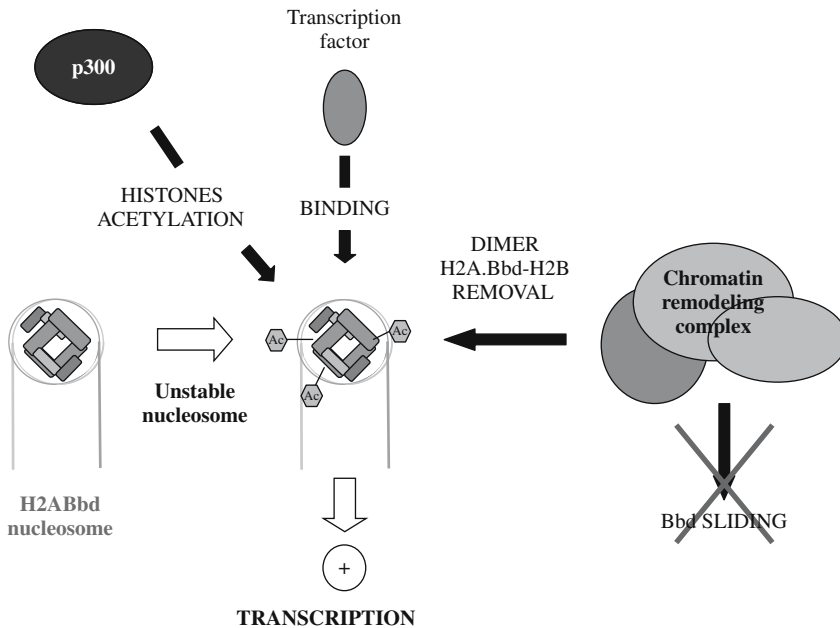 Transcription
factor
p300
HISTONES
ACETYLATION
BINDING
DIMER
H2A.Bbd-H2B
REMOVAL
Chromatin
remodeling
complex
Ac
Ac
Ac
Unstable
nucleosome
H2ABbd
nucleosome
Bbd SLIDING
+
TRANSCRIPTION